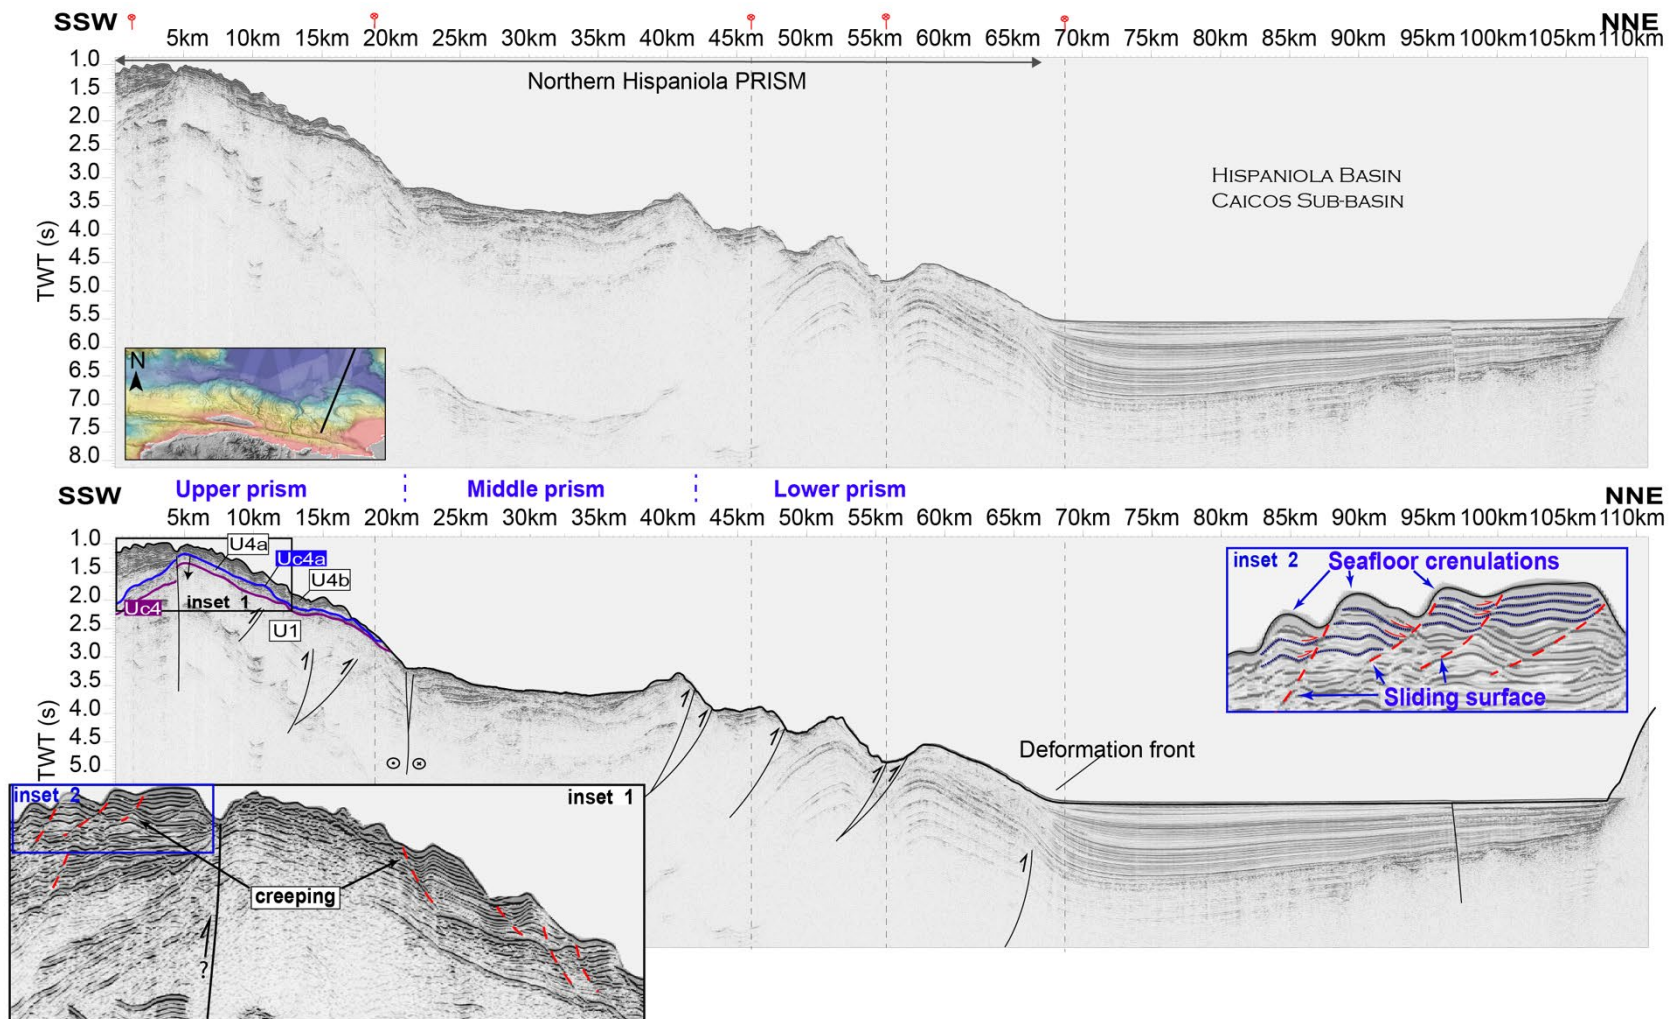 SSW NNE
5km 10km 15km 20km 25km 30km 35km 40km 45km 50km 55km 60km 65km 70km 75km 80km 85km 90km 95km 100km 105km 110km
Northern Hispaniola PRISM
HISPANIOLA BASIN
CAICOS SUB-BASIN
TWT (s)
1.0
1.5
2.0
2.5
3.0
3.5
4.0
4.5
5.0
5.5
6.0
6.5
7.0
7.5
8.0
N
SSW Upper prism Middle prism Lower prism NNE
5km 10km 15km 20km 25km 30km 35km 40km 45km 50km 55km 60km 65km 70km 75km 80km 85km 90km 95km 100km 105km 110km
TWT (s)
1.0
1.5
2.0
2.5
3.0
3.5
4.0
4.5
5.0
U4a
Uc4a
U4b
Uc4
inset 1
U1
inset 2 Seafloor crenulations
Sliding surface
Deformation front
inset 2
inset 1
creeping
?